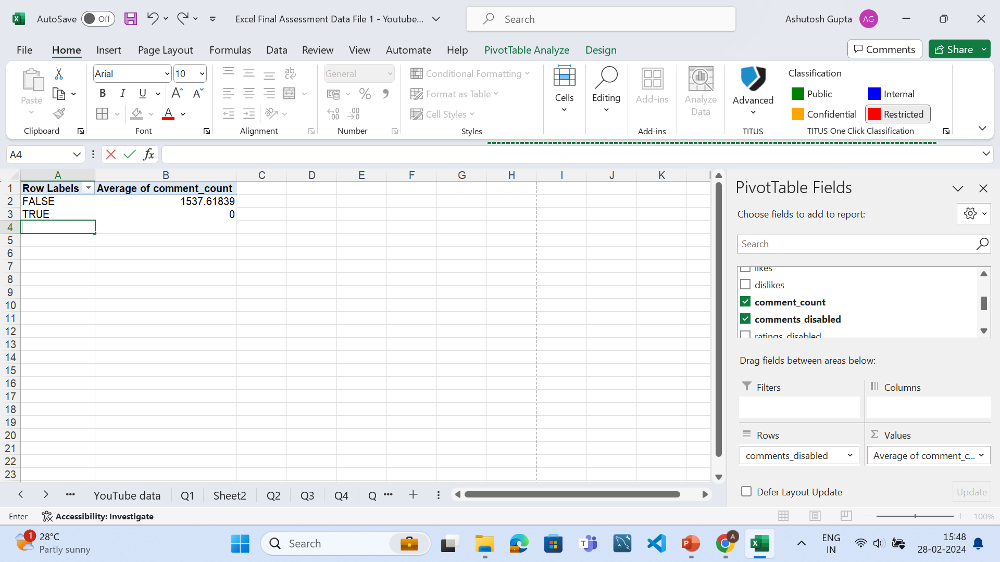 AutoSave Off Excel Final Assessment Data File 1 - Youtube... Search Ashutosh Gupta AG
File Home Insert Page Layout Formulas Data Review View Automate Help PivotTable Analyze Design Comments Share
Paste
Clipboard
Arial 10
B I U A A
A
Font
ab
Alignment
General
% 9
Number
Conditional Formatting
Format as Table
Cell Styles
Styles
Cells
Editing
Add-ins
Add-ins
Analyze
Data
Advanced
TITUS
Classification
Public Internal
Confidential Restricted
TITUS One Click Classification
A4 fx
A B C D E F G H I J K
1 Row Labels Average of comment_count
2 FALSE 1537.61839
3 TRUE 0
4
5
6
7
8
9
10
11
12
13
14
15
16
17
18
19
20
21
22
23
PivotTable Fields
Choose fields to add to report:
Search
likes
dislikes
comment_count
comments_disabled
ratings_disabled
Drag fields between areas below:
Filters Columns
Rows Σ Values
comments_disabled Average of comment_c...
Defer Layout Update Update
YouTube data Q1 Sheet2 Q2 Q3 Q4 Q ...
Enter Accessibility: Investigate 100%
1 28°C
Partly sunny
Search
A
ENG
IN
15:48
28-02-2024